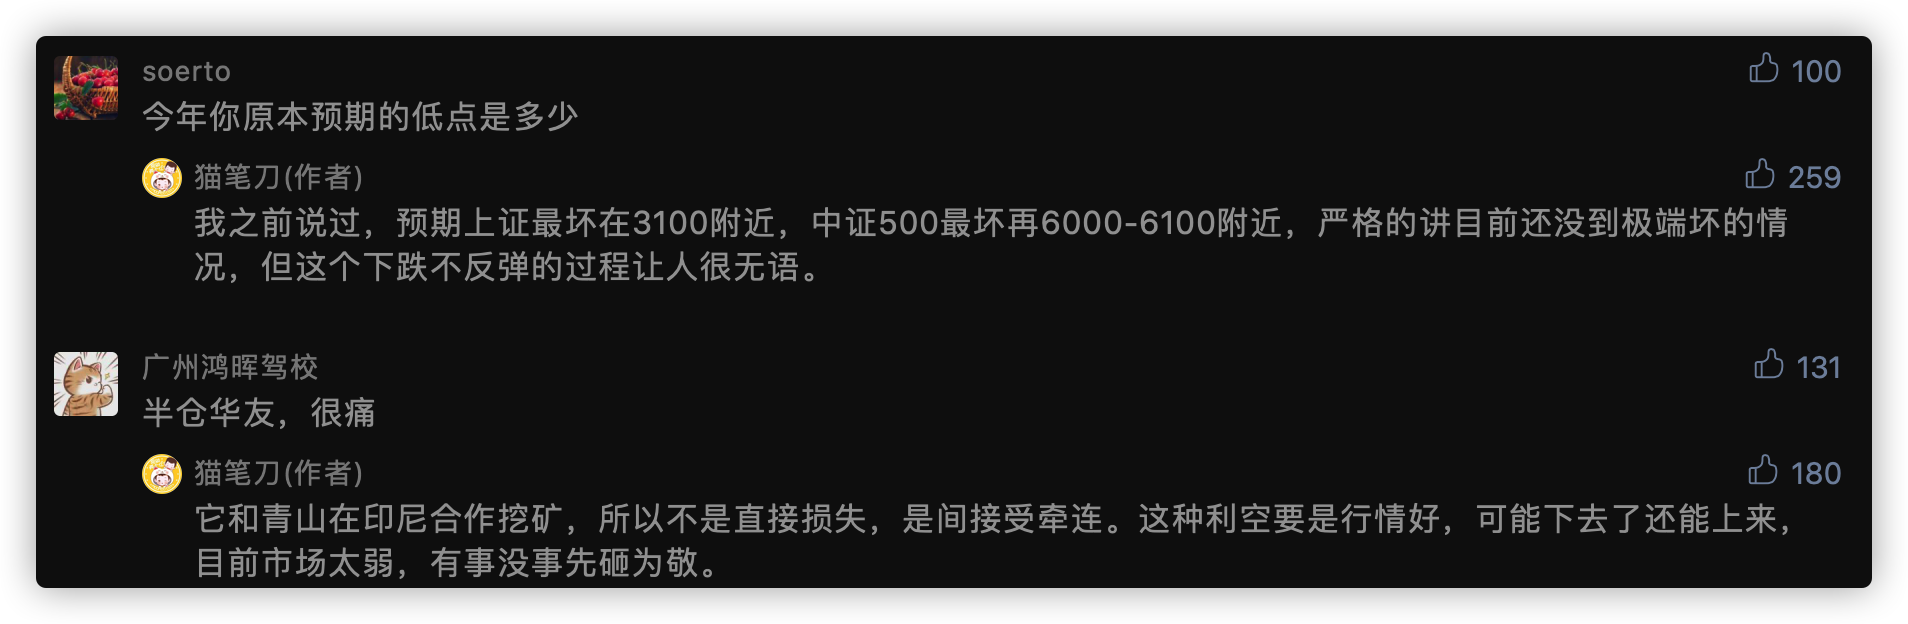 soerto
100
今年你原本预期的低点是多少
猫笔刀(作者)
259
我之前说过，预期上证最坏在3100附近，中证500最坏再6000-6100附近，严格的讲目前还没到极端坏的情
况，但这个下跌不反弹的过程让人很无语。
广州鸿晖驾校
131
半仓华友，很痛
猫笔刀(作者)
180
它和青山在印尼合作挖矿，所以不是直接损失，是间接受牵连。这种利空要是行情好，可能下去了还能上来，
目前市场太弱，有事没事先砸为敬。